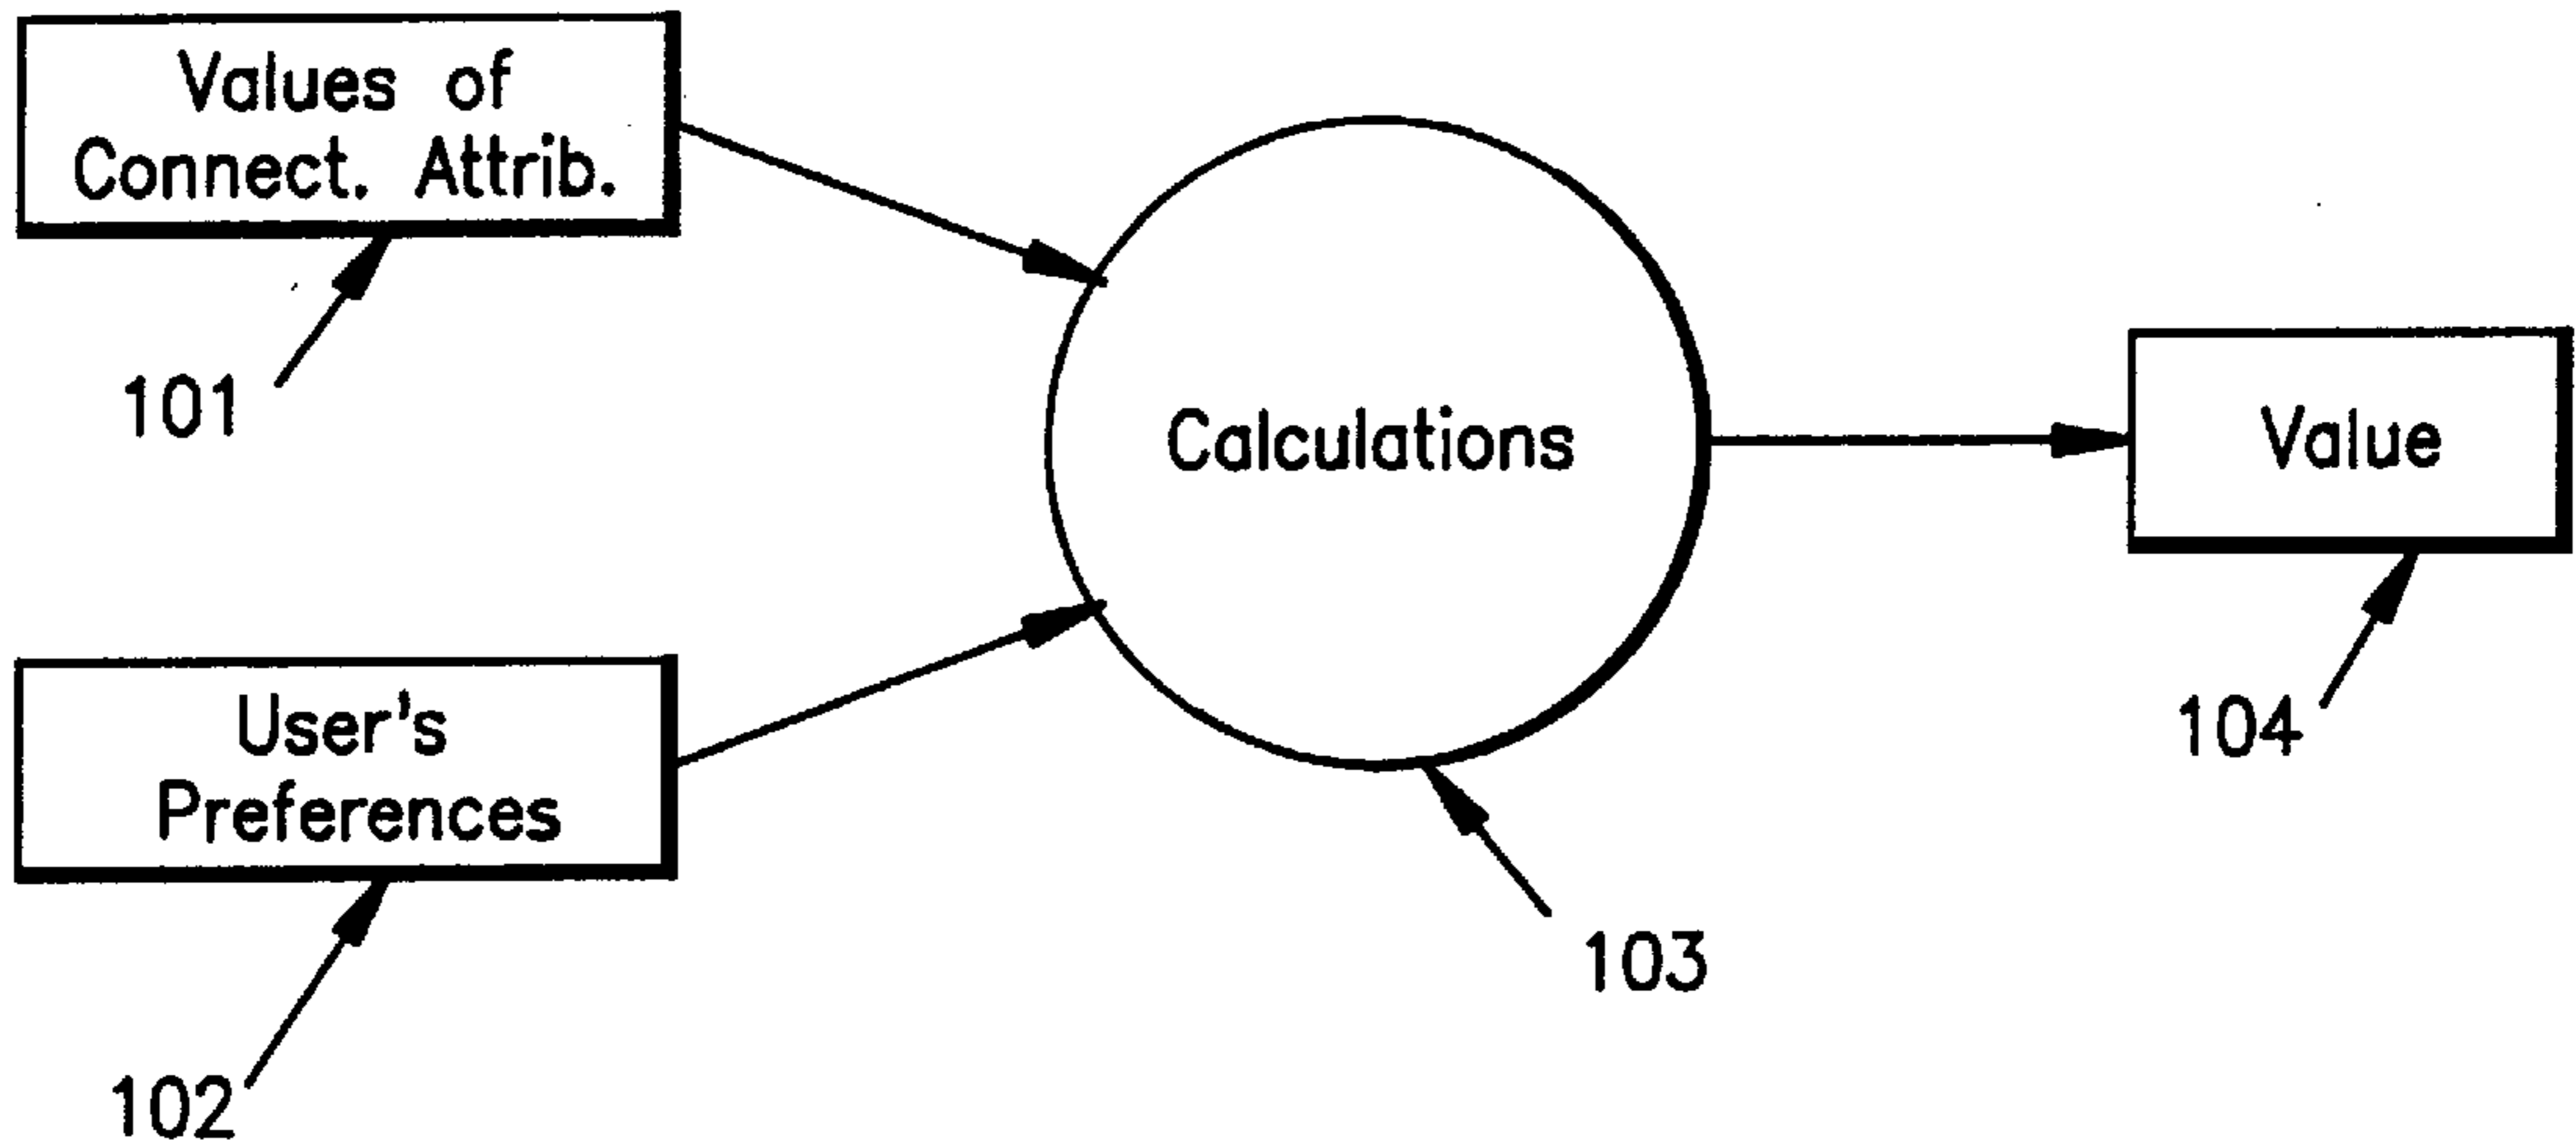 Values of
Connect. Attrib.
101
Calculations
Value
104
User's
Preferences
103
102